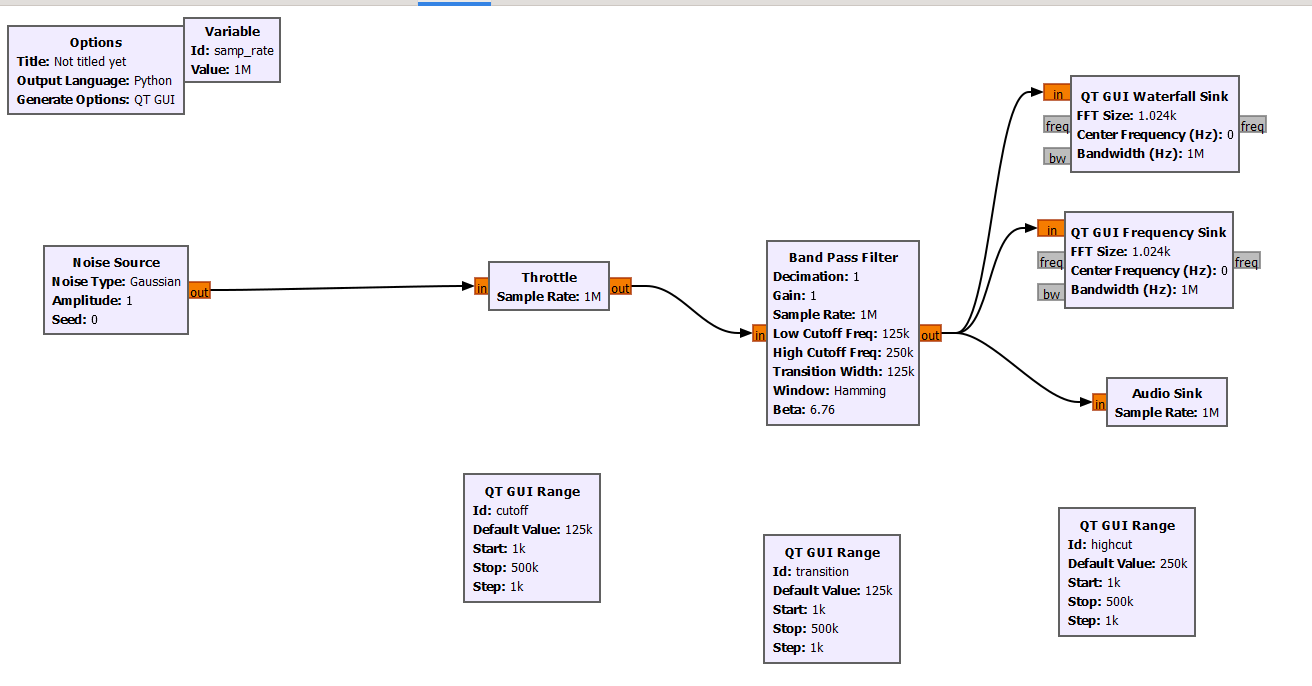 Options
Title: Not titled yet
Output Language: Python
Generate Options: QT GUI
Variable
Id: samp_rate
Value: 1M
Noise Source
Noise Type: Gaussian
Amplitude: 1
Seed: 0
out
in
Throttle
Sample Rate: 1M
out
in
Band Pass Filter
Decimation: 1
Gain: 1
Sample Rate: 1M
Low Cutoff Freq: 125k
High Cutoff Freq: 250k
Transition Width: 125k
Window: Hamming
Beta: 6.76
out
in
freq
bw
QT GUI Waterfall Sink
FFT Size: 1.024k
Center Frequency (Hz): 0
Bandwidth (Hz): 1M
freq
in
freq
bw
QT GUI Frequency Sink
FFT Size: 1.024k
Center Frequency (Hz): 0
Bandwidth (Hz): 1M
freq
in
Audio Sink
Sample Rate: 1M
QT GUI Range
Id: cutoff
Default Value: 125k
Start: 1k
Stop: 500k
Step: 1k
QT GUI Range
Id: transition
Default Value: 125k
Start: 1k
Stop: 500k
Step: 1k
QT GUI Range
Id: highcut
Default Value: 250k
Start: 1k
Stop: 500k
Step: 1k